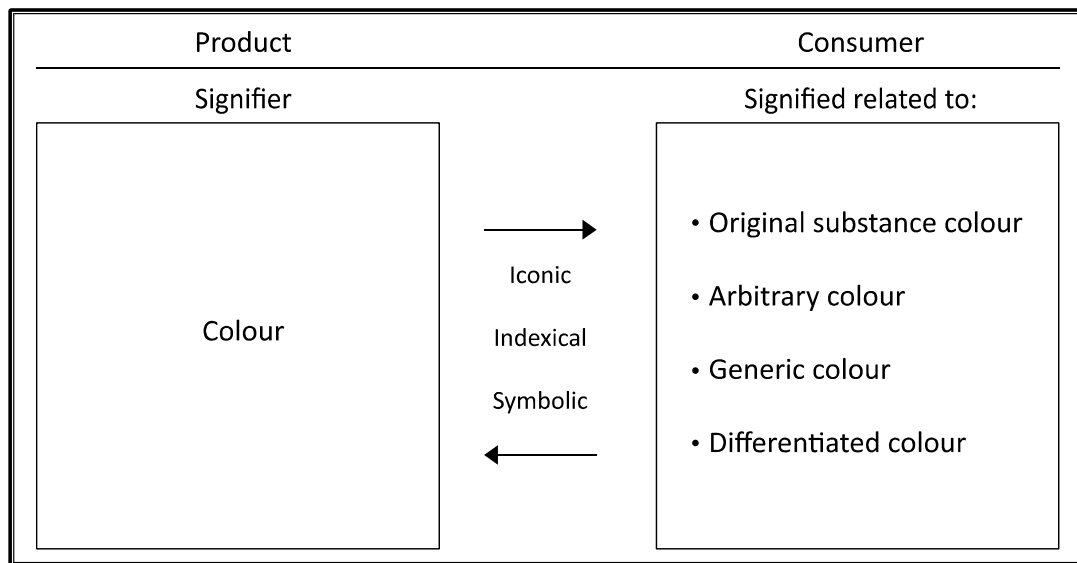 Product
Consumer
Signifier
Signified related to:
Colour
Iconic
Indexical
Symbolic
• Original substance colour
• Arbitrary colour
• Generic colour
• Differentiated colour